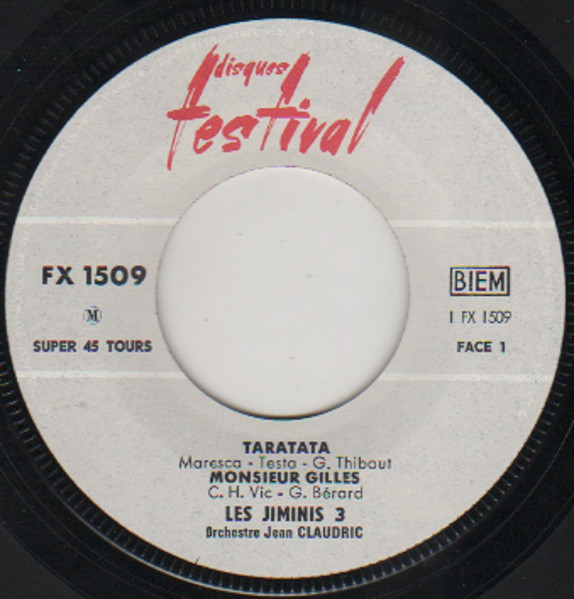 disques
festival
FX 1509
BIEM
M
1 FX 1509
SUPER 45 TOURS
FACE 1
TARATATA
Maresca - Testa - G. Thibaut
MONSIEUR GILLES
C. H. Vic - G. Bérard
LES JIMINIS 3
Orchestre Jean CLAUDRIC